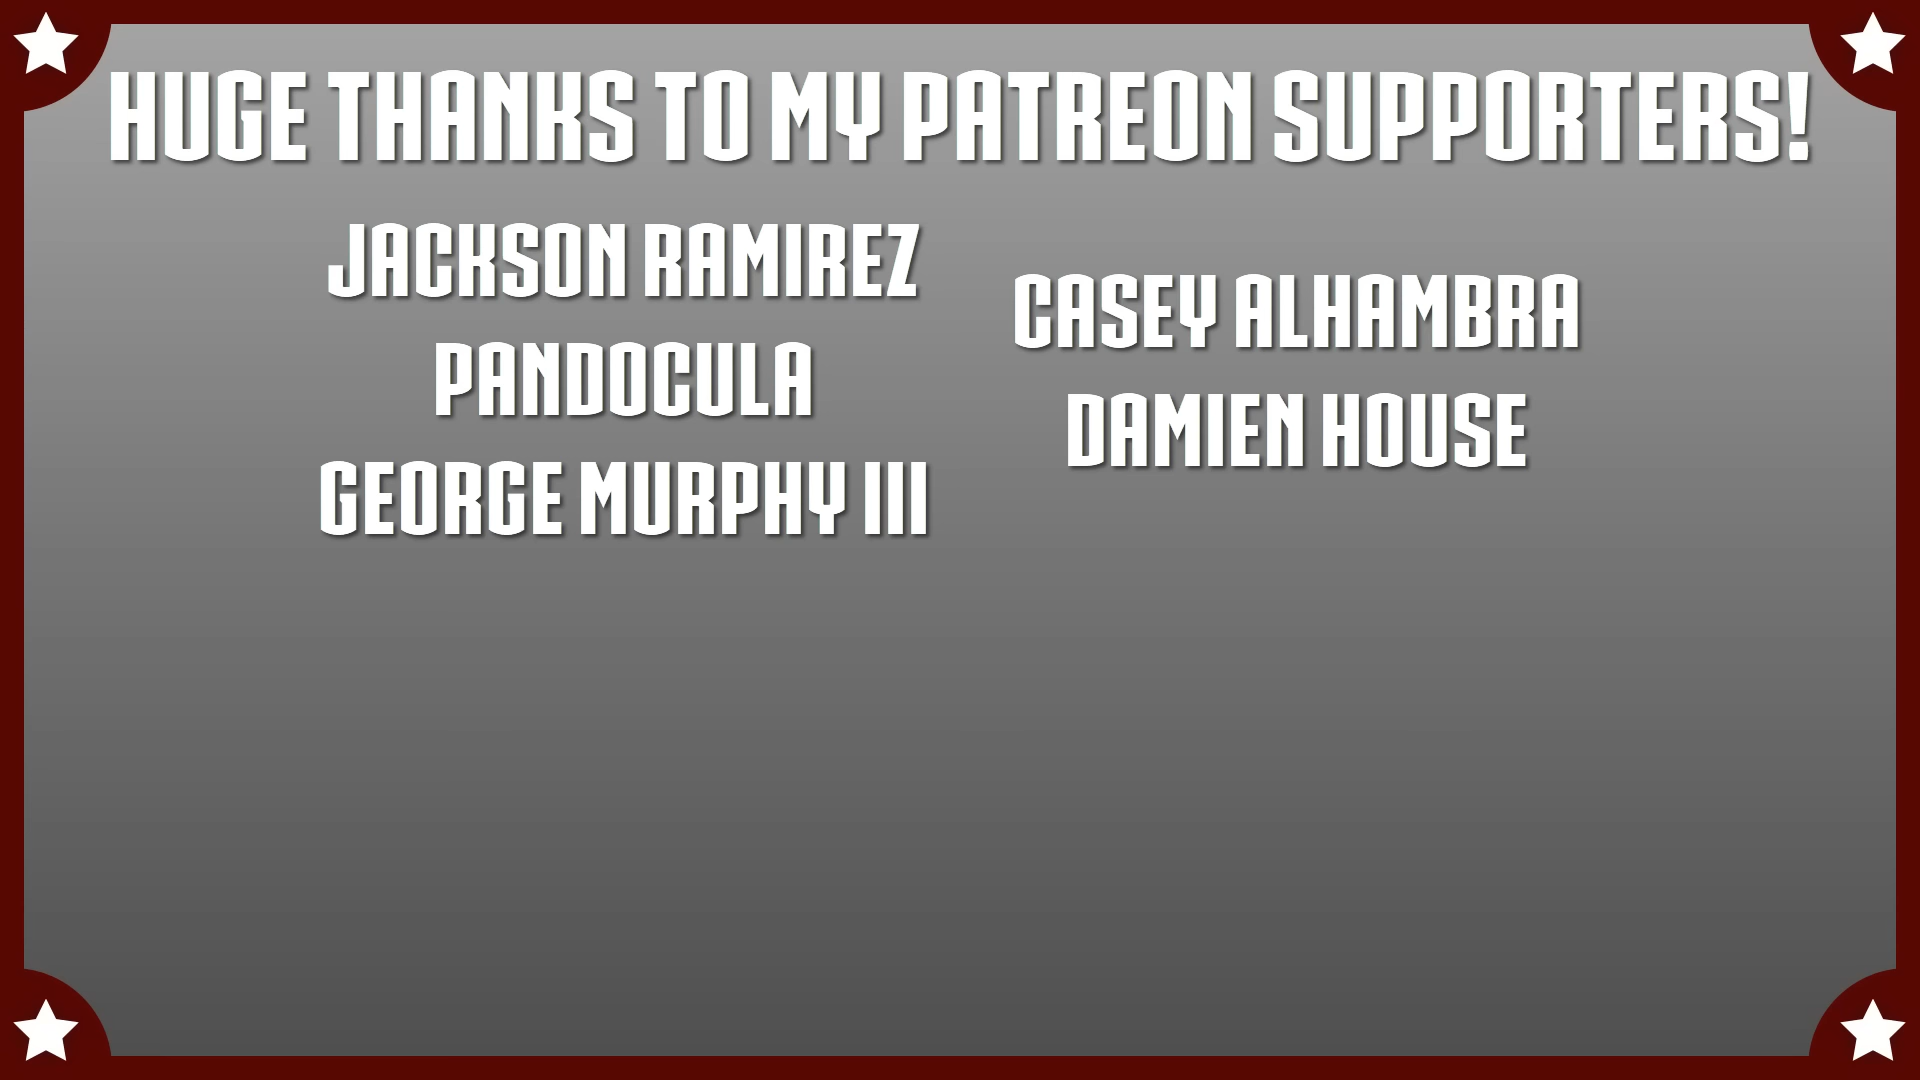 HUGE THANKS TO MY PATREON SUPPORTERS!
JACKSON RAMIREZ
PANDOCULA
GEORGE MURPHY III
CASEY ALHAMBRA
DAMIEN HOUSE